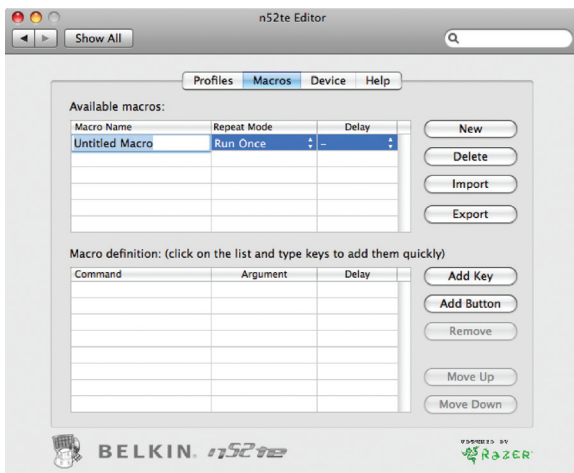 n52te Editor
Show All
Profiles Macros Device Help
Available macros:
Macro Name Repeat Mode Delay New
Untitled Macro Run Once – Delete
Import
Export
Macro definition: (click on the list and type keys to add them quickly)
Command Argument Delay Add Key
Add Button
Remove
Move Up
Move Down
POWERED BY
BELKIN. n52te RAZER